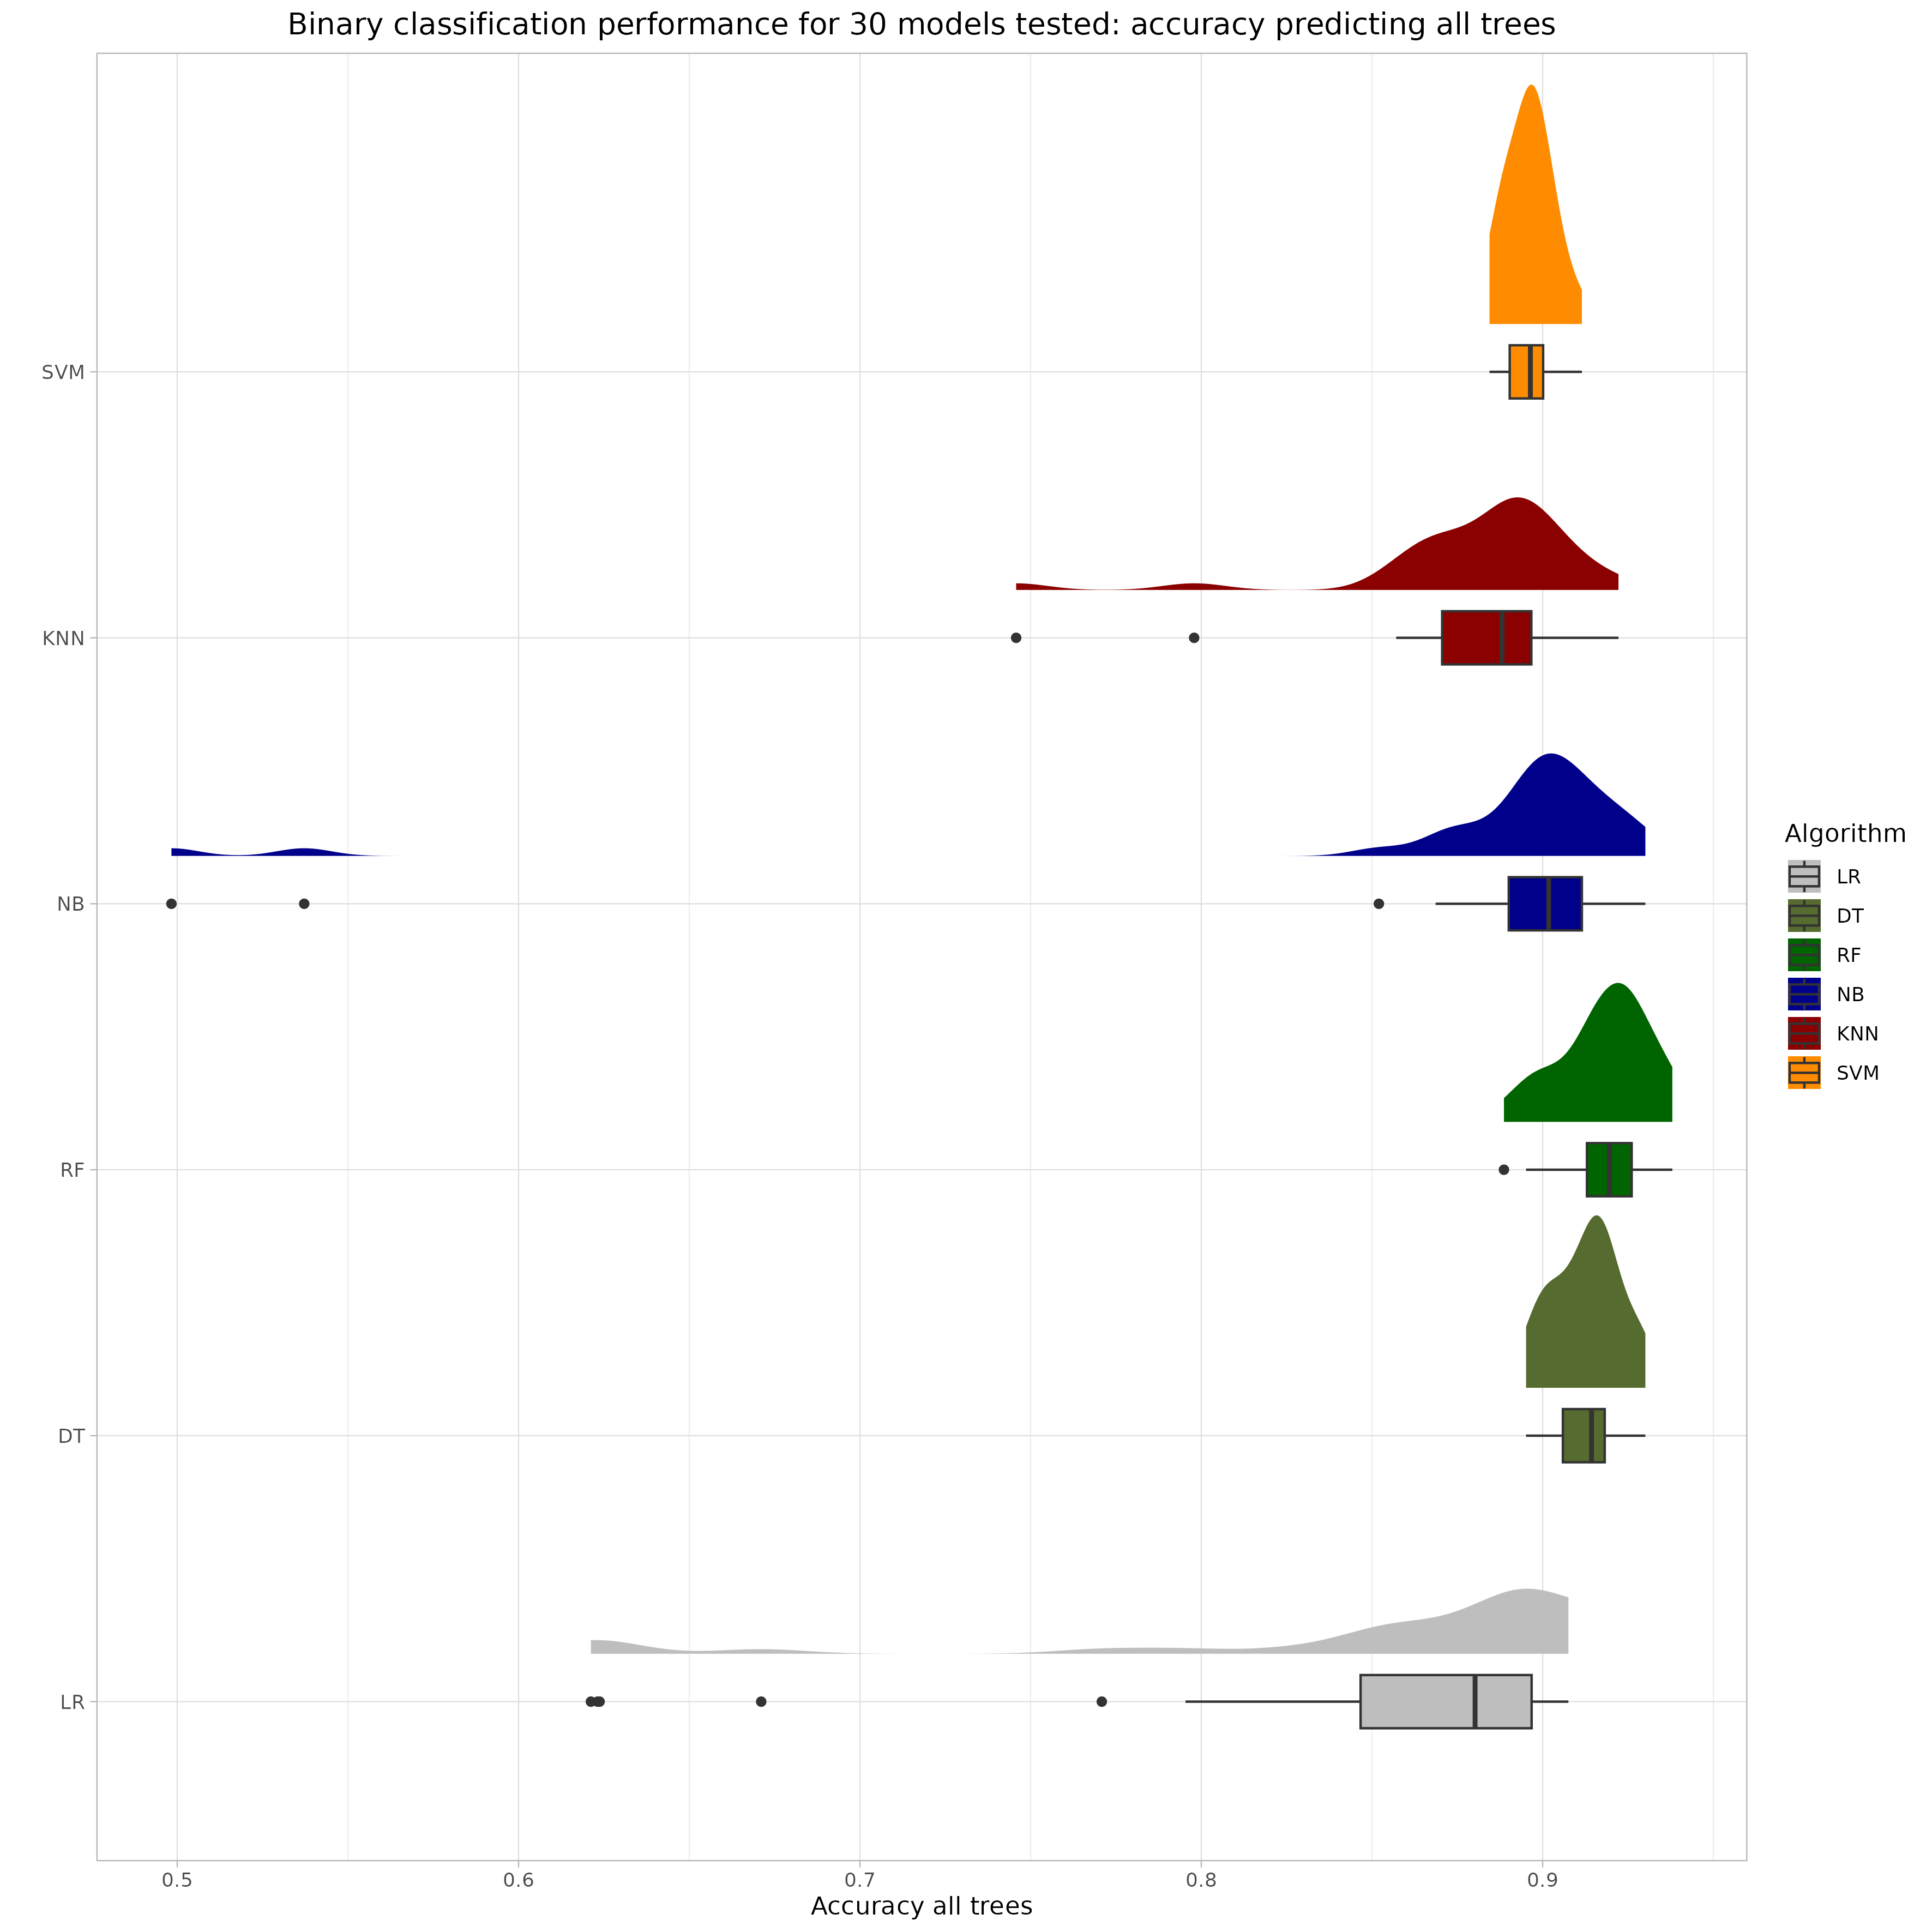 Binary classification performance for 30 models tested: accuracy predicting all trees
SVM
KNN
NB
RF
DT
LR
0.5 0.6 0.7 0.8 0.9
Accuracy all trees
Algorithm
LR
DT
RF
NB
KNN
SVM